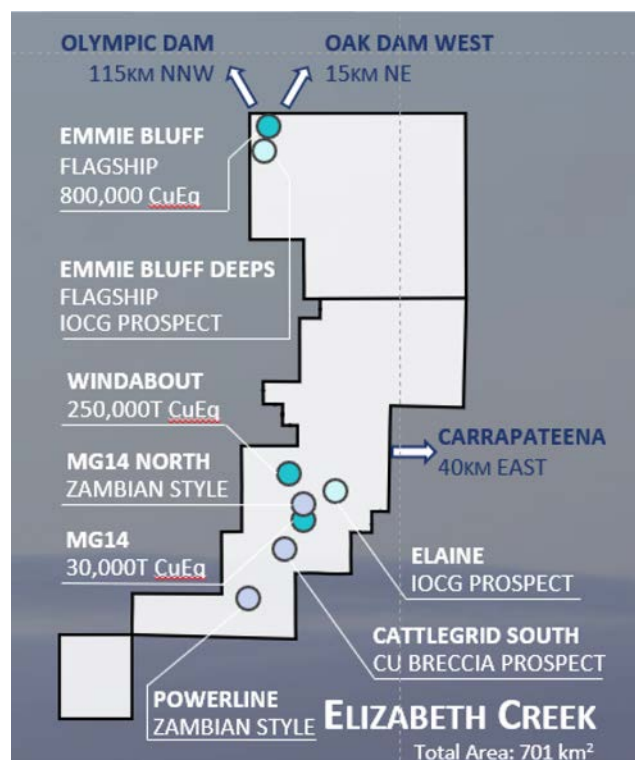 OLYMPIC DAM
115KM NNW
OAK DAM WEST
15KM NE
EMMIE BLUFF
FLAGSHIP
800,000 CuEq
EMMIE BLUFF DEEPS
FLAGSHIP
IOCG PROSPECT
WINDABOUT
250,000T CuEq
CARRAPATEENA
40KM EAST
MG14 NORTH
ZAMBIAN STYLE
MG14
30,000T CuEq
ELAINE
IOCG PROSPECT
CATTLEGRID SOUTH
CU BRECCIA PROSPECT
POWERLINE
ZAMBIAN STYLE
ELIZABETH CREEK
Total Area: 701 km²